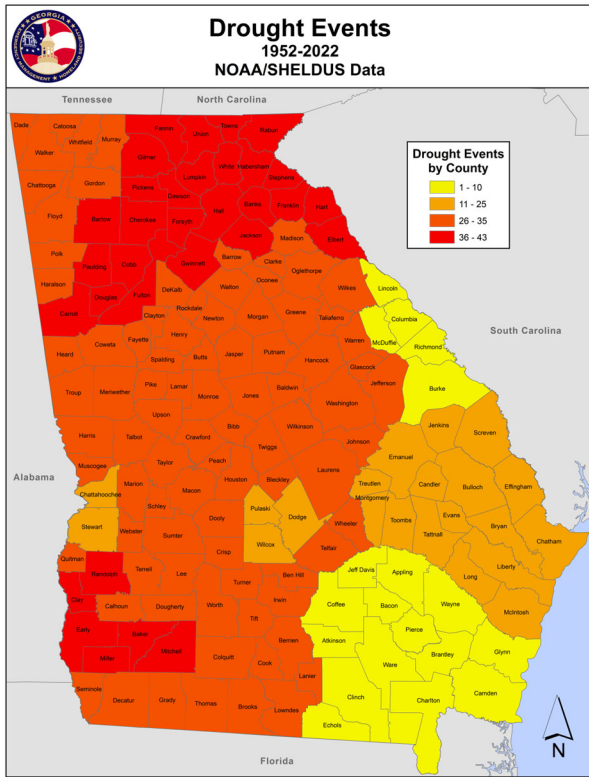 Drought Events
1952-2022
NOAA/SHELDUS Data
GEORGIA
EMERGENCY MANAGEMENT
HOMELAND SECURITY
Tennessee
North Carolina
Drought Events
by County
1 - 10
11 - 25
26 - 35
36 - 43
Dade
Catoosa
Whitfield
Murray
Fannin
Union
Towns
Rabun
Walker
Gilmer
White
Habersham
Lumpkin
Stephens
Chattooga
Gordon
Pickens
Dawson
Floyd
Bartow
Cherokee
Forsyth
Hall
Banks
Franklin
Hart
Jackson
Elbert
Madison
Polk
Paulding
Cobb
Gwinnett
Barrow
Clarke
Oglethorpe
Haralson
Douglas
Fulton
DeKalb
Walton
Oconee
Wilkes
Lincoln
Carroll
Clayton
Rockdale
Newton
Morgan
Greene
Taliaferro
Columbia
McDuffie
Richmond
South Carolina
Heard
Coweta
Fayette
Henry
Spalding
Butts
Jasper
Putnam
Hancock
Warren
Glascock
Jefferson
Burke
Troup
Meriwether
Pike
Lamar
Monroe
Jones
Baldwin
Washington
Upson
Harris
Talbot
Crawford
Bibb
Wilkinson
Twiggs
Johnson
Jenkins
Screven
Emanuel
Muscogee
Taylor
Peach
Houston
Bleckley
Laurens
Treutlen
Candler
Bulloch
Effingham
Alabama
Chattahoochee
Marion
Macon
Schley
Pulaski
Dodge
Montgomery
Toombs
Tattnall
Evans
Bryan
Chatham
Stewart
Webster
Sumter
Dooly
Wilcox
Wheeler
Telfair
Quitman
Randolph
Terrell
Lee
Crisp
Turner
Ben Hill
Jeff Davis
Appling
Long
Liberty
McIntosh
Clay
Calhoun
Dougherty
Worth
Tift
Irwin
Coffee
Bacon
Wayne
Early
Baker
Mitchell
Miller
Colquitt
Cook
Berrien
Atkinson
Pierce
Ware
Brantley
Glynn
Seminole
Decatur
Grady
Thomas
Brooks
Lowndes
Lanier
Clinch
Echols
Charlton
Camden
Florida
N